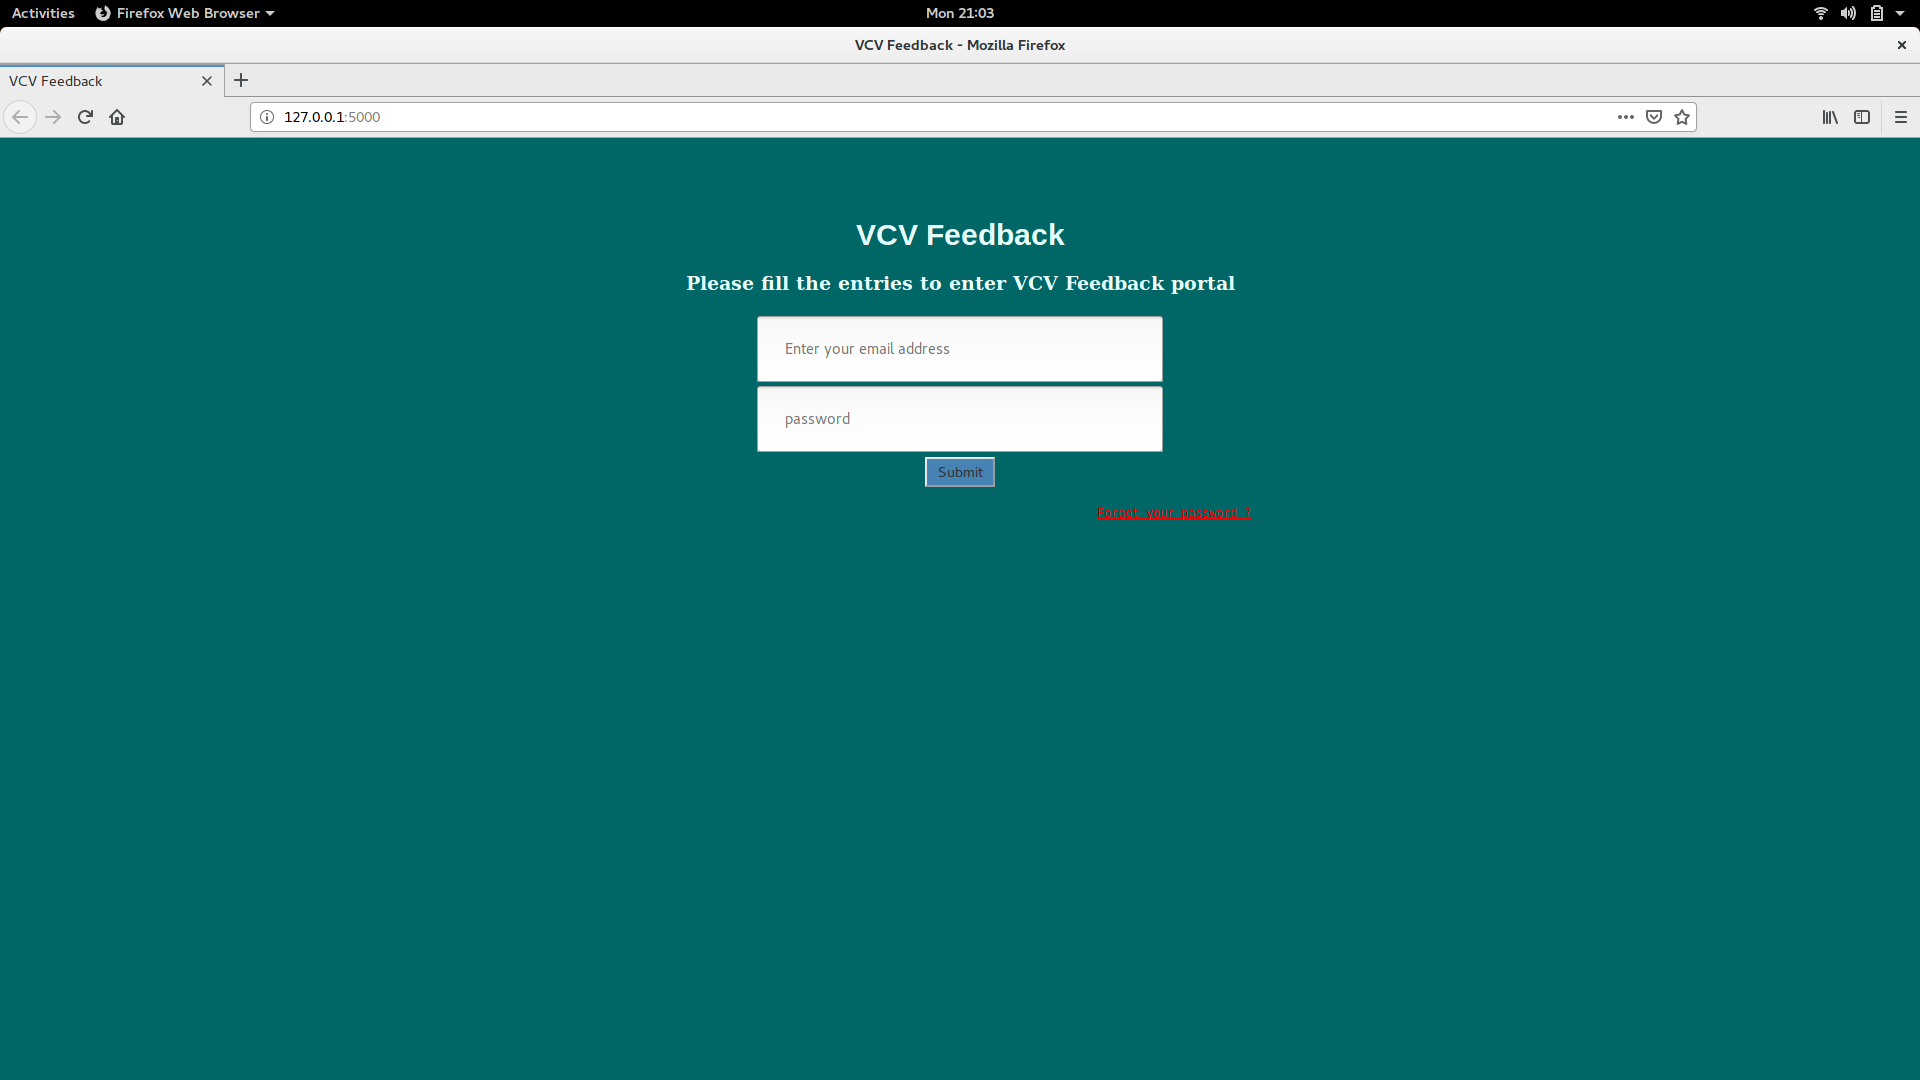 Activities Firefox Web Browser Mon 21:03
VCV Feedback - Mozilla Firefox
VCV Feedback
127.0.0.1:5000
VCV Feedback
Please fill the entries to enter VCV Feedback portal
Enter your email address
password
Submit
Forget your password ?